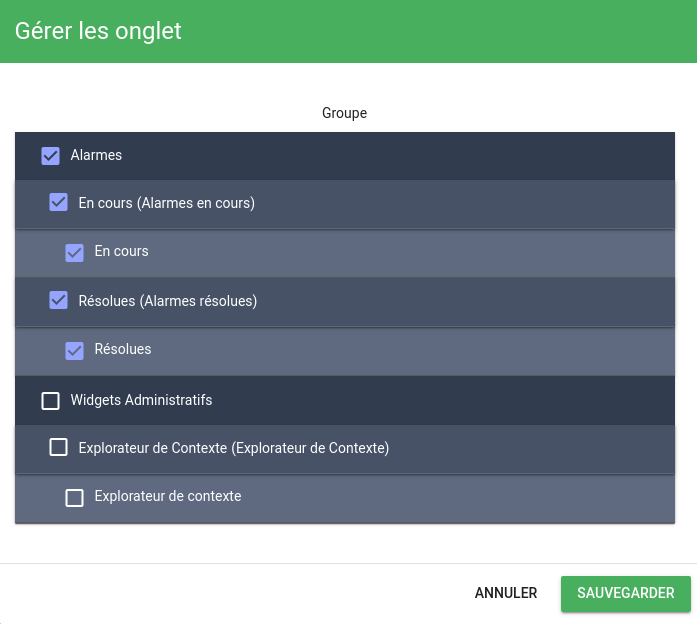 Gérer les onglet
Groupe
Alarmes
En cours (Alarmes en cours)
En cours
Résolues (Alarmes résolues)
Résolues
Widgets Administratifs
Explorateur de Contexte (Explorateur de Contexte)
Explorateur de contexte
ANNULER SAUVEGARDER